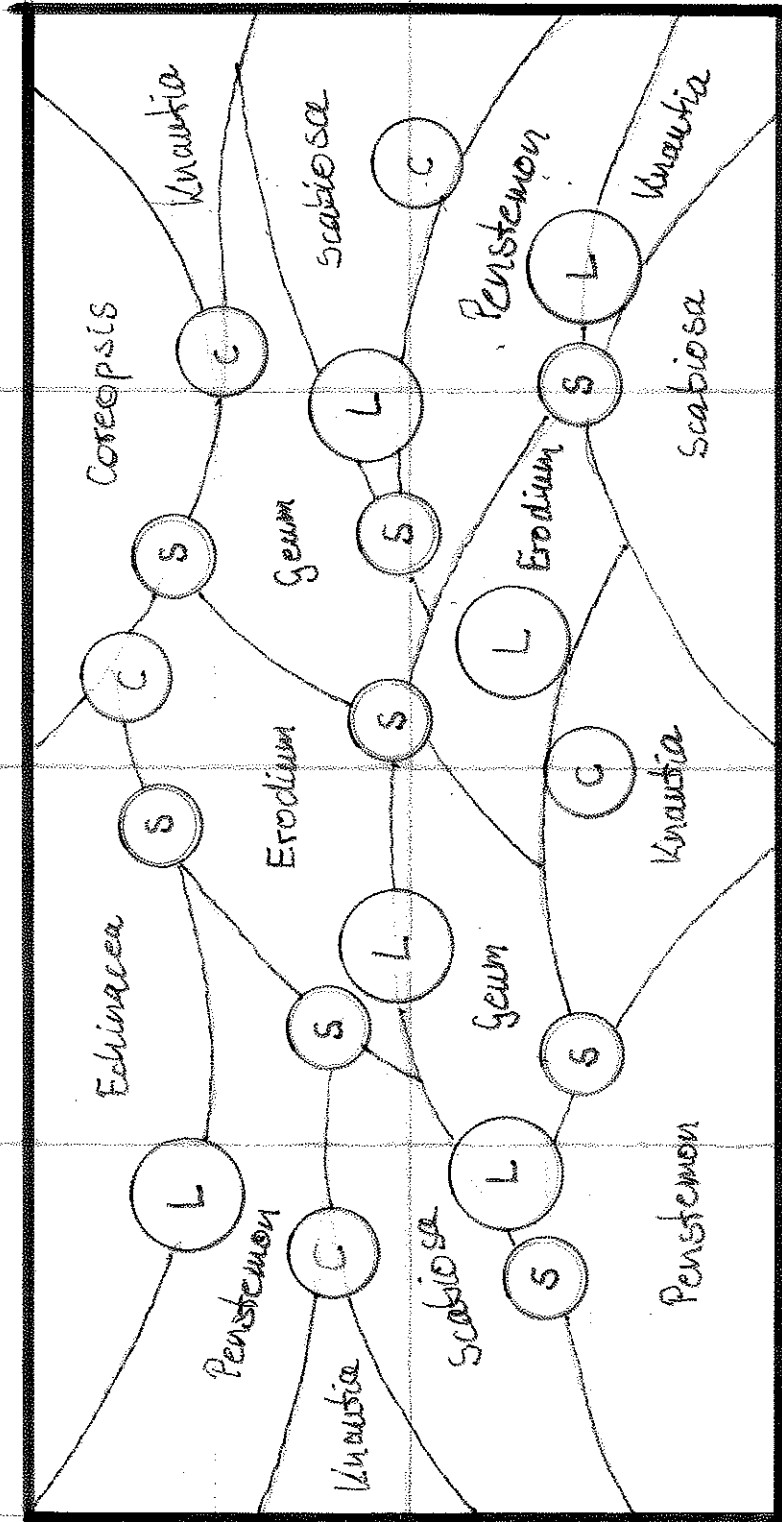 Echinacea
C
Coreopsis
S
S
Knautia
L
C
Penstemon
Erodium
Geum
Scabiosa
Knautia
C
S
L
L
S
S
C
Scabiosa
L
Geum
L
Erodium
Penstemon
S
S
C
S
L
Penstemon
Knautia
Scabiosa
Knautia